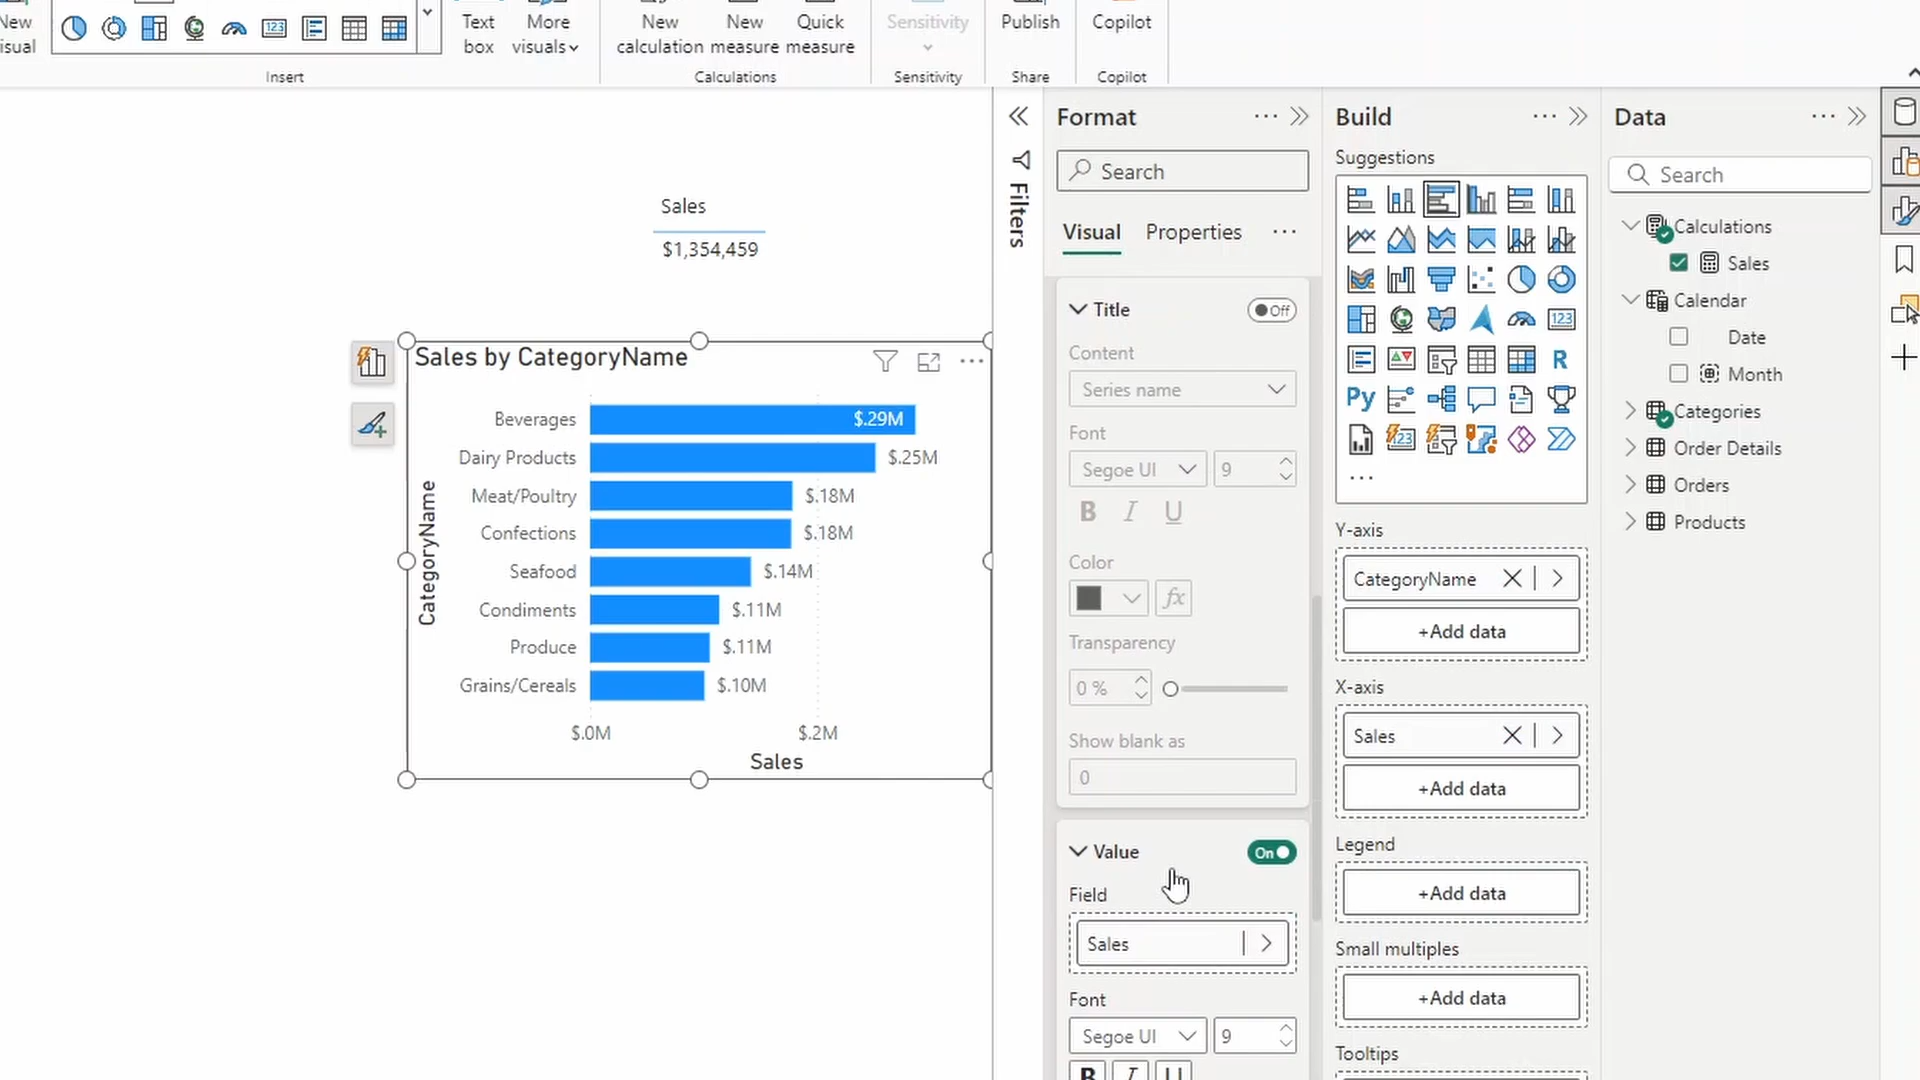 New
isual
Text
box
More
visuals
New
calculation
New
measure
Quick
measure
Sensitivity
Publish
Copilot
Insert
Calculations
Sensitivity
Share
Copilot
Sales
$1,354,459
Sales by CategoryName
CategoryName
Beverages $.29M
Dairy Products $.25M
Meat/Poultry $.18M
Confections $.18M
Seafood $.14M
Condiments $.11M
Produce $.11M
Grains/Cereals $.10M
$.0M $.2M
Sales
Filters
Format
Search
Visual Properties
Title Off
Content
Series name
Font
Segoe UI 9
B I U
Color
fx
Transparency
0 %
Show blank as
0
Value On
Field
Sales
Font
Segoe UI 9
B I U
Build
Suggestions
123
R
Py
123
Y-axis
CategoryName
+Add data
X-axis
Sales
+Add data
Legend
+Add data
Small multiples
+Add data
Tooltips
Data
Search
Calculations
Sales
Calendar
Date
Month
Categories
Order Details
Orders
Products